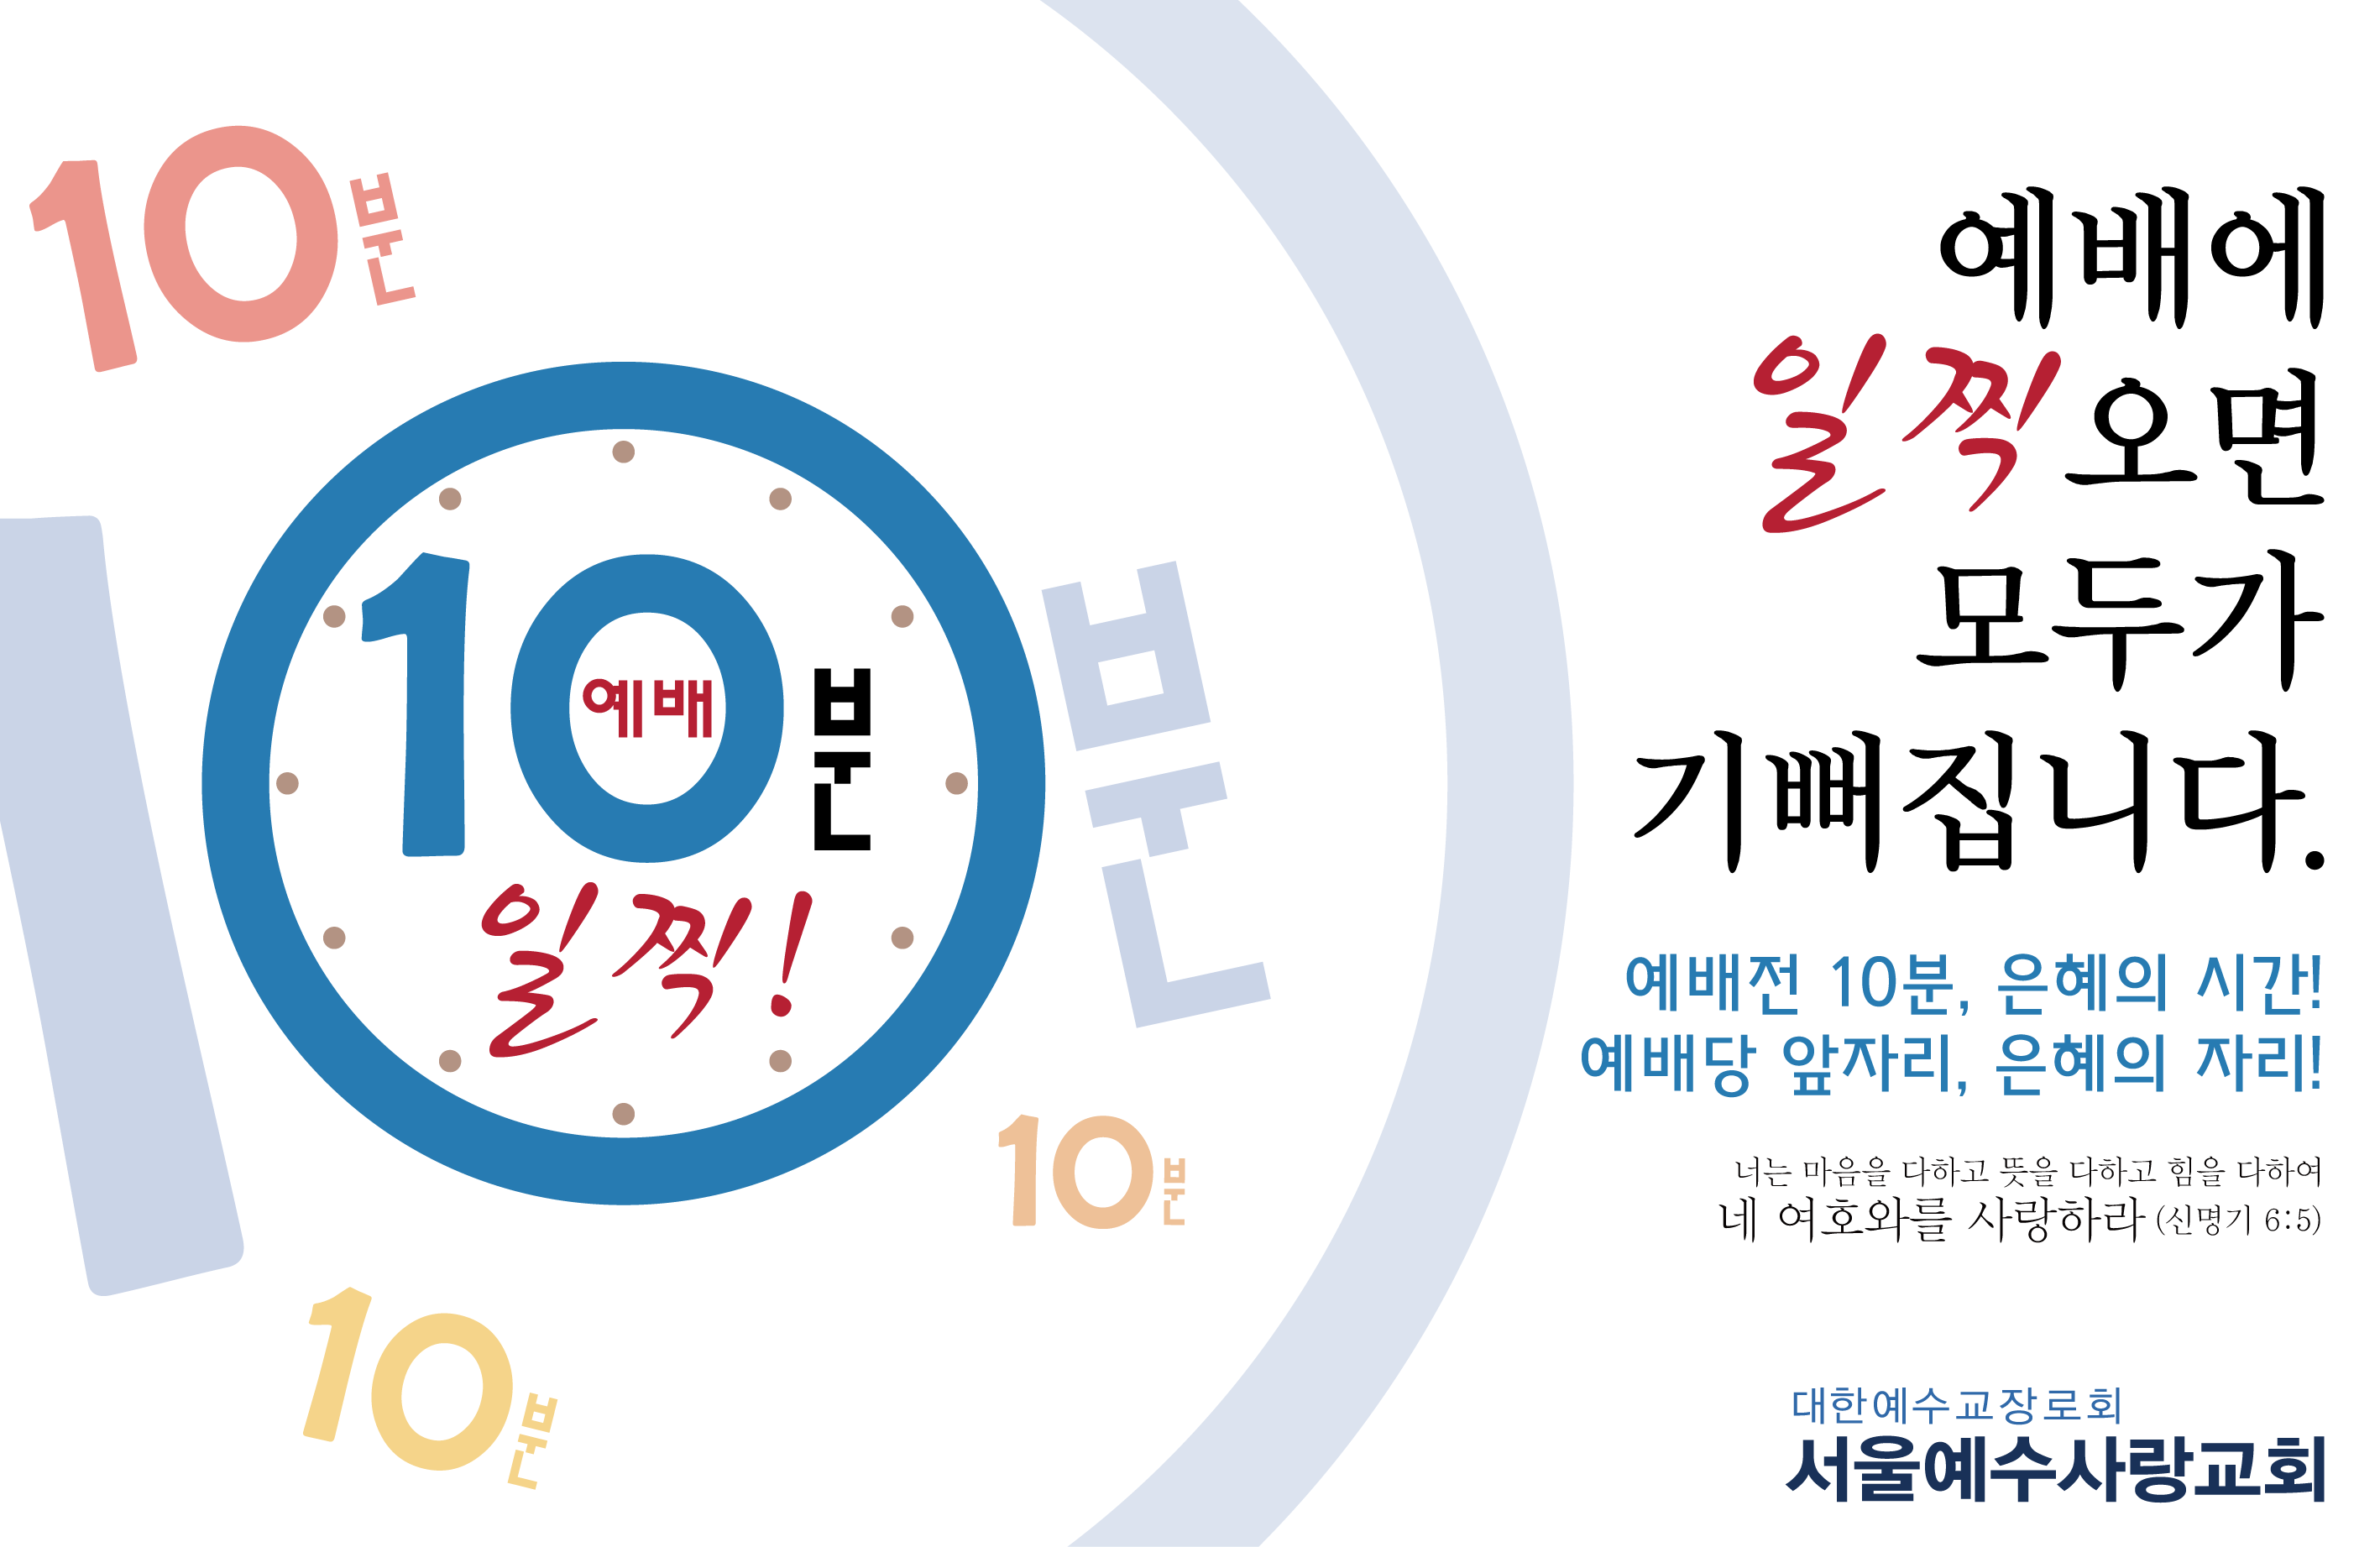 10분
10분
예배
일찍!
분
10분
10분
예배에
일찍 오면
모두가
기뻐집니다.
예배전 10분, 은혜의 시간!
예배당 앞자리, 은혜의 자리!
너는 마음을 다하고 뜻을 다하고 힘을 다하여
네 여호와를 사랑하라 (신명기 6:5)
대한예수교장로회
서울예수사랑교회